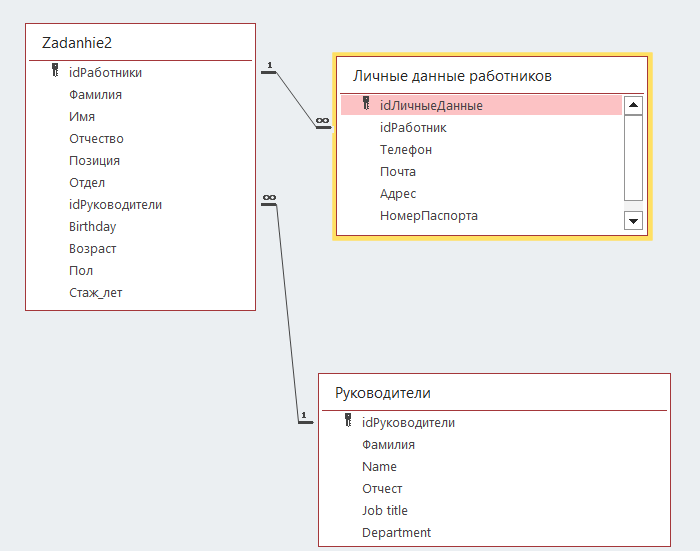 Zadanhie2
idРаботники
Фамилия
Имя
Отчество
Позиция
Отдел
idРуководители
Birthday
Возраст
Пол
Стаж_лет
1
∞
Личные данные работников
idЛичныеДанные
idРаботник
Телефон
Почта
Адрес
НомерПаспорта
∞
1
Руководители
idРуководители
Фамилия
Name
Отчест
Job title
Department